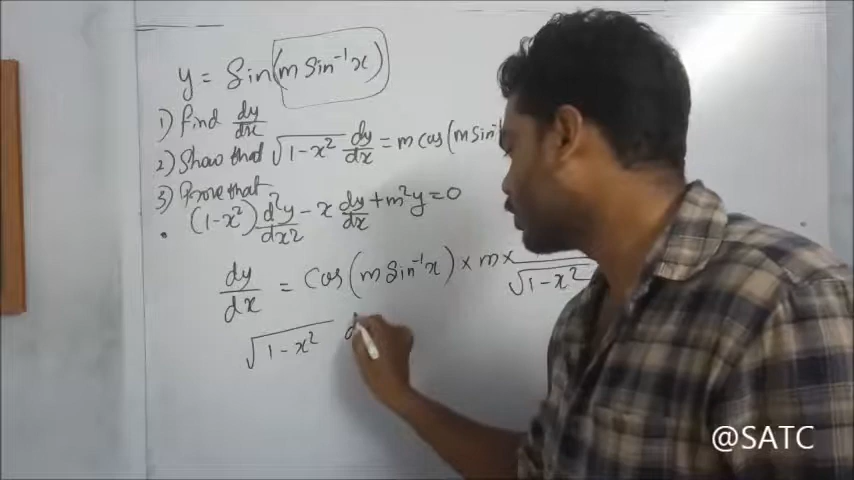 y = Sin(m Sin⁻¹x)
1) Find dy/dx
2) Show that √(1-x²) dy/dx = m cos(m sin⁻¹
3) Prove that
(1-x²) d²y/dx2 - x dy/dx + m²y = 0
dy/dx = Cos(m Sin⁻¹x) × m × /√(1-x²)
√(1-x²) d
@SATC